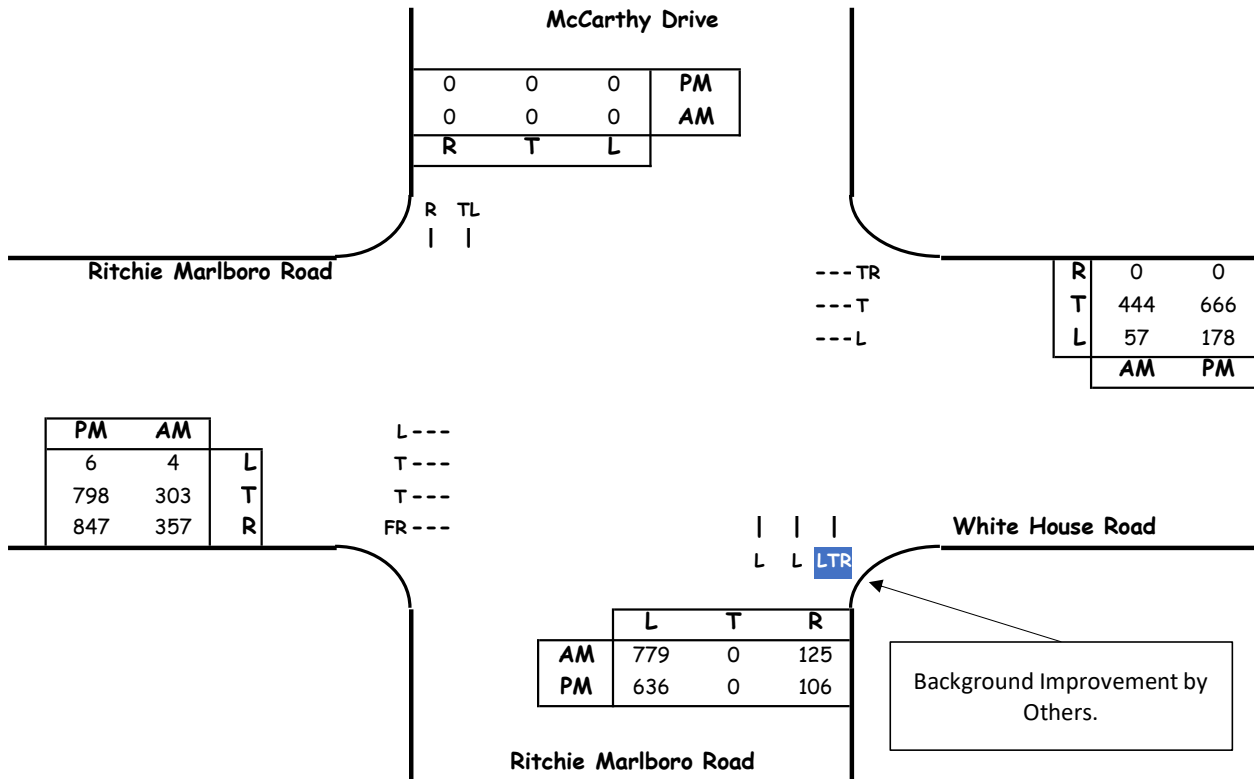 McCarthy Drive
0 0 0 PM
0 0 0 AM
R T L
R TL
| |
Ritchie Marlboro Road
--- TR
--- T
--- L
R 0 0
T 444 666
L 57 178
AM PM
PM AM
6 4 L
798 303 T
847 357 R
L ---
T ---
T ---
FR ---
| | |
L L LTR
White House Road
L T R
AM 779 0 125
PM 636 0 106
Background Improvement by
Others.
Ritchie Marlboro Road